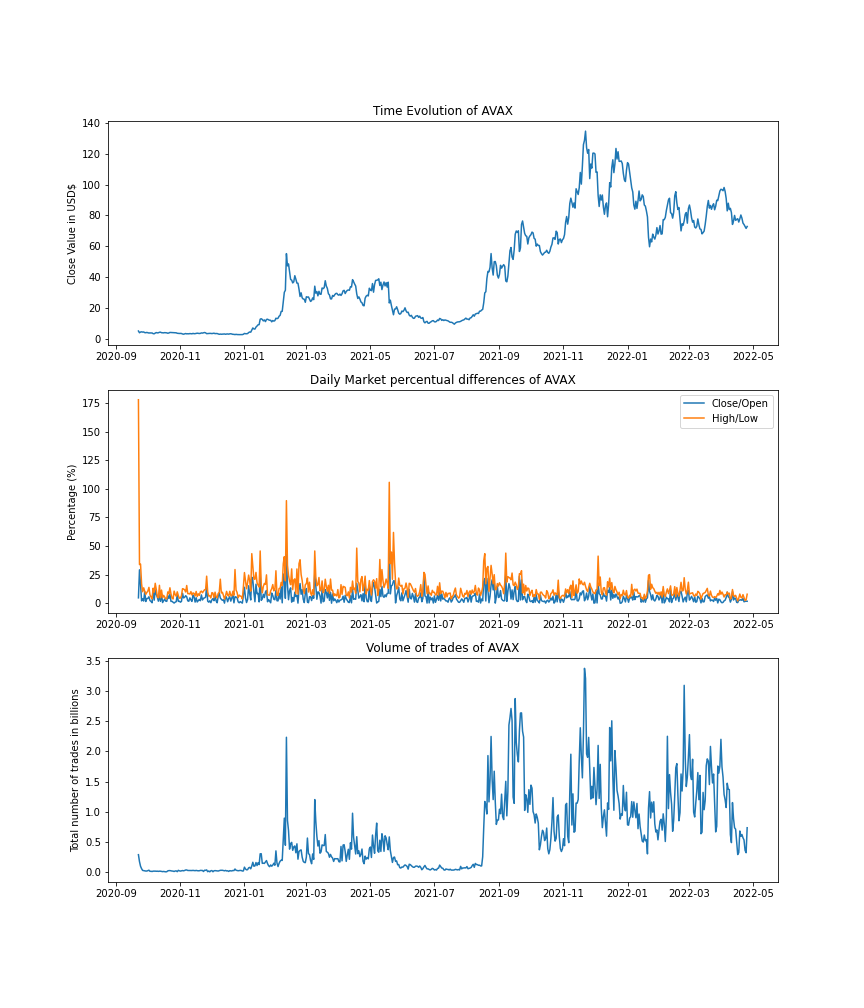 Time Evolution of AVAX
Close Value in USD$
140
120
100
80
60
40
20
0
2020-09 2020-11 2021-01 2021-03 2021-05 2021-07 2021-09 2021-11 2022-01 2022-03 2022-05
Daily Market percentual differences of AVAX
Percentage (%)
175
150
125
100
75
50
25
0
Close/Open
High/Low
2020-09 2020-11 2021-01 2021-03 2021-05 2021-07 2021-09 2021-11 2022-01 2022-03 2022-05
Volume of trades of AVAX
Total number of trades in billions
3.5
3.0
2.5
2.0
1.5
1.0
0.5
0.0
2020-09 2020-11 2021-01 2021-03 2021-05 2021-07 2021-09 2021-11 2022-01 2022-03 2022-05